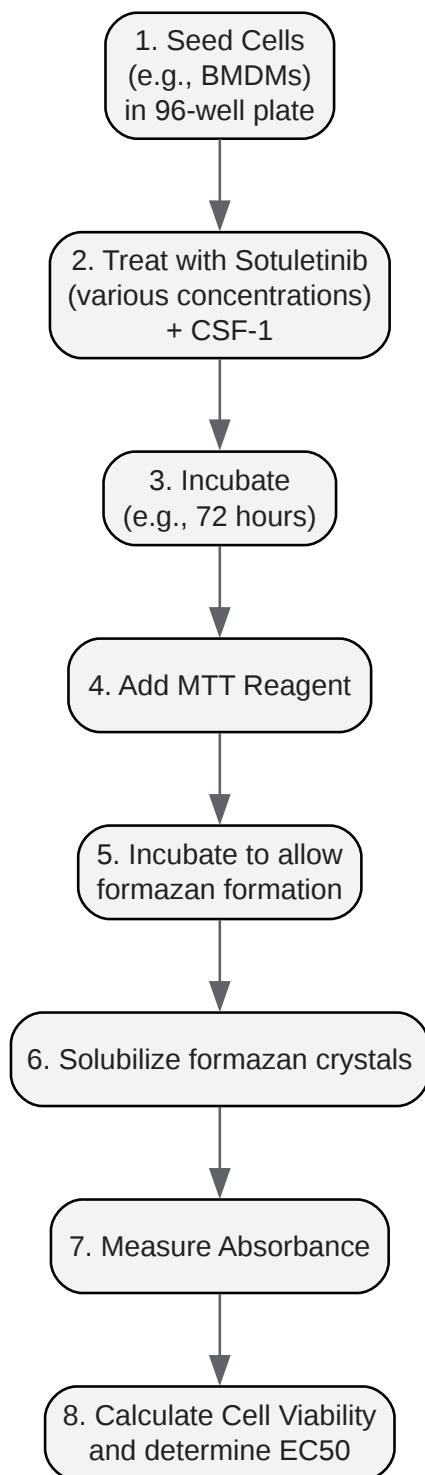 1. Seed Cells
(e.g., BMDMs)
in 96-well plate
2. Treat with Sotuletinib
(various concentrations)
+ CSF-1
3. Incubate
(e.g., 72 hours)
4. Add MTT Reagent
5. Incubate to allow
formazan formation
6. Solubilize formazan crystals
7. Measure Absorbance
8. Calculate Cell Viability
and determine EC50